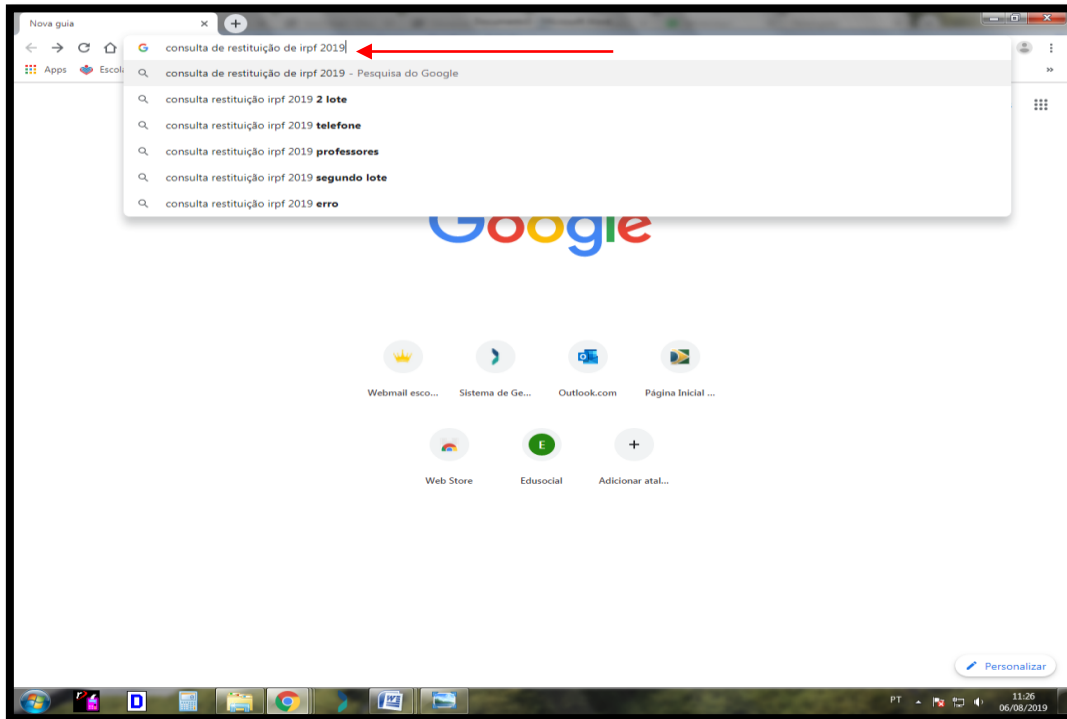 Nova guia
consulta de restituição de irpf 2019
Apps Escol
consulta de restituição de irpf 2019 - Pesquisa do Google
consulta restituição irpf 2019 2 lote
consulta restituição irpf 2019 telefone
consulta restituição irpf 2019 professores
consulta restituição irpf 2019 segundo lote
consulta restituição irpf 2019 erro
Google
Webmail esco... Sistema de Ge... Outlook.com Página Inicial ...
E
Web Store Edusocial Adicionar atal...
Personalizar
PT 11:26
06/08/2019